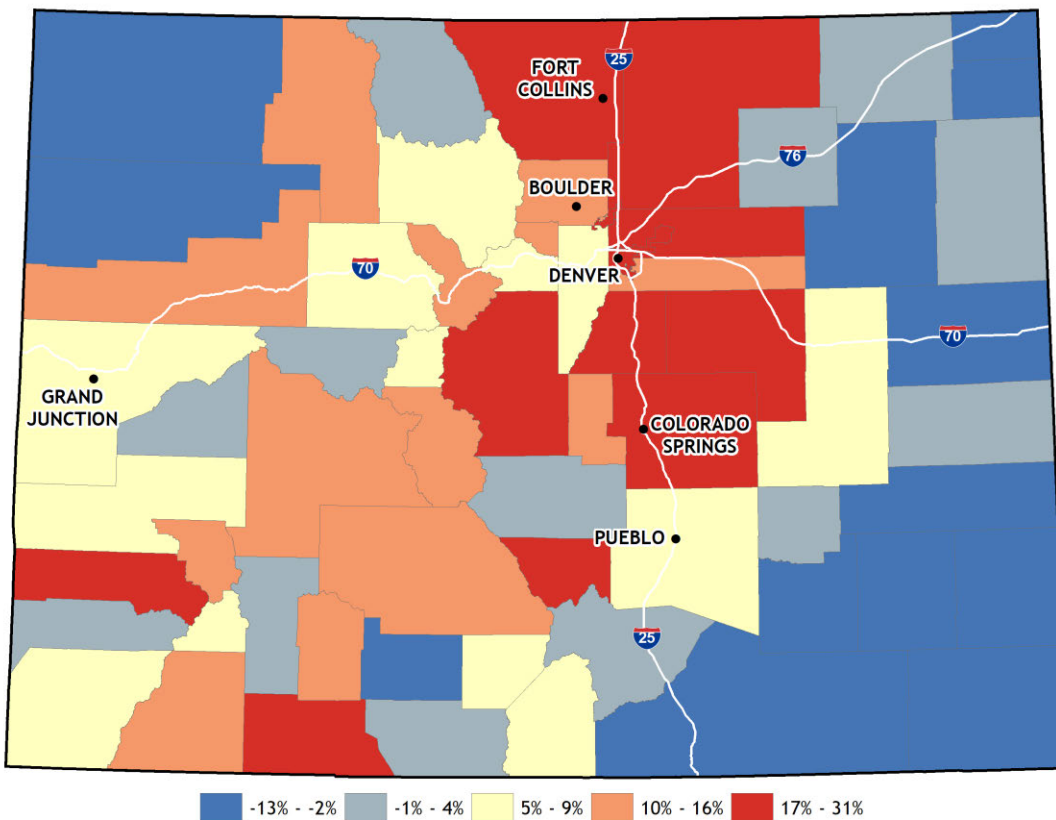 25
FORT
COLLINS
76
BOULDER
DENVER
70
70
GRAND
JUNCTION
COLORADO
SPRINGS
PUEBLO
25
-13% - -2%
-1% - 4%
5% - 9%
10% - 16%
17% - 31%